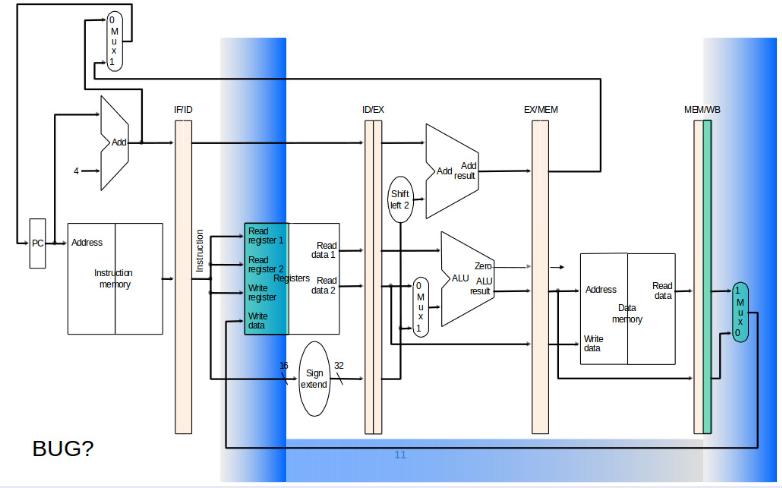 0
M
u
x
1
IF/ID
ID/EX
EX/MEM
MEM/WB
Add
4
Add
Add
result
Shift
left 2
PC
Address
Instruction
memory
Instruction
Read
register 1
Read
register 2
Registers
Write
register
Write
data
Read
data 1
Read
data 2
0
M
u
x
1
Zero
ALU
ALU
result
Address
Read
data
Data
memory
Write
data
1
M
u
x
0
16
Sign
extend
32
BUG?
11